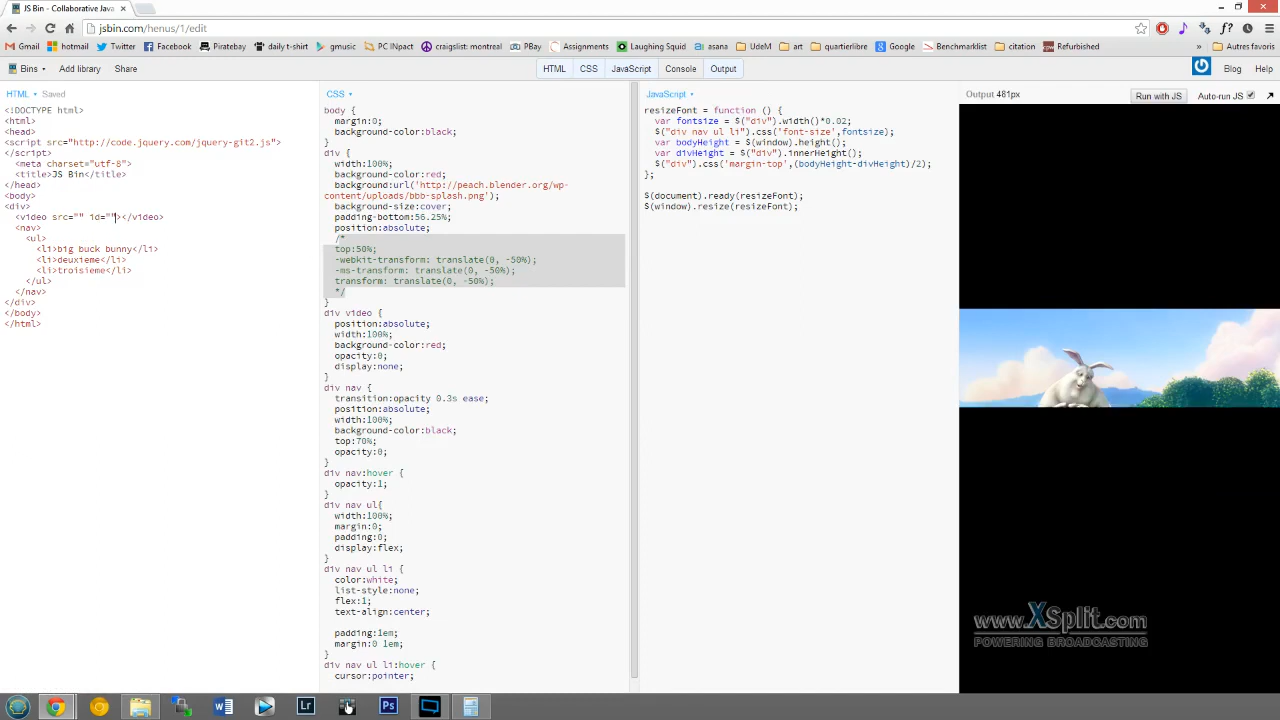 JS Bin - Collaborative Java
jsbin.com/henus/1/edit
Gmail hotmail Twitter Facebook Piratebay daily t-shirt gmusic PC INpact craigslist: montreal PBay Assignments Laughing Squid asana UdeM art quartierlibre Google Benchmarklist citation Refurbished » Autres favoris
Bins Add library Share HTML CSS JavaScript Console Output Blog Help
HTML Saved
<!DOCTYPE html>
<html>
<head>
<script src="http://code.jquery.com/jquery-git2.js">
</script>
<meta charset="utf-8">
<title>JS Bin</title>
</head>
<body>
<div>
<video src="" id=""></video>
<nav>
<ul>
<li>big buck bunny</li>
<li>deuxieme</li>
<li>troisieme</li>
</ul>
</nav>
</div>
</body>
</html>
CSS
body {
margin:0;
background-color:black;
}
div {
width:100%;
background-color:red;
background:url('http://peach.blender.org/wp-
content/uploads/bbb-splash.png');
background-size:cover;
padding-bottom:56.25%;
position:absolute;
/*
top:50%;
-webkit-transform: translate(0, -50%);
-ms-transform: translate(0, -50%);
transform: translate(0, -50%);
*/
}
div video {
position:absolute;
width:100%;
background-color:red;
opacity:0;
display:none;
}
div nav {
transition:opacity 0.3s ease;
position:absolute;
width:100%;
background-color:black;
top:70%;
opacity:0;
}
div nav:hover {
opacity:1;
}
div nav ul{
width:100%;
margin:0;
padding:0;
display:flex;
}
div nav ul li {
color:white;
list-style:none;
flex:1;
text-align:center;
padding:1em;
margin:0 1em;
}
div nav ul li:hover {
cursor:pointer;
JavaScript
resizeFont = function () {
var fontsize = $("div").width()*0.02;
$("div nav ul li").css('font-size',fontsize);
var bodyHeight = $(window).height();
var divHeight = $("div").innerHeight();
$("div").css('margin-top',(bodyHeight-divHeight)/2);
};
$(document).ready(resizeFont);
$(window).resize(resizeFont);
Output 481px Run with JS Auto-run JS
www.XSplit.com
POWERING BROADCASTING
Lr Ps